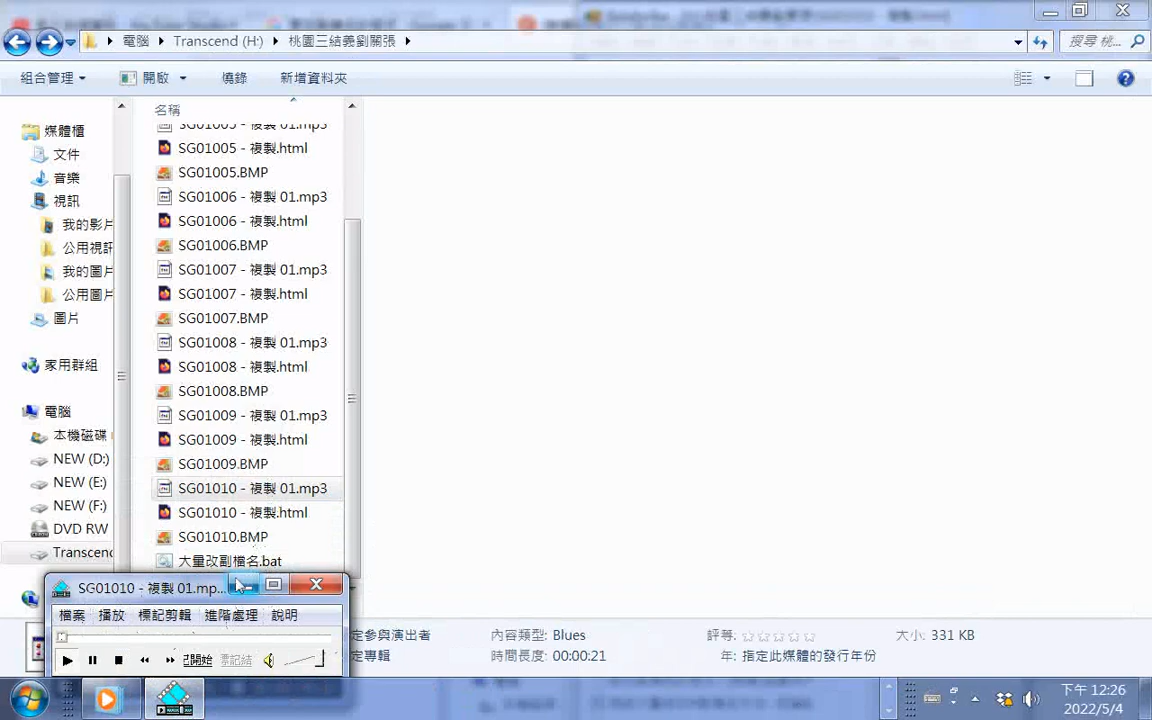 電腦 Transcend (H:) 桃園三結義劉關張
搜尋 桃...
組合管理 開啟 燒錄 新增資料夾
名稱
媒體櫃
文件
音樂
視訊
我的影片
公用視訊
我的圖片
公用圖片
圖片
家用群組
電腦
本機磁碟
NEW (D:)
NEW (E:)
NEW (F:)
DVD RW
Transcend
SG01005 - 複製 01.mp3
SG01005 - 複製.html
SG01005.BMP
SG01006 - 複製 01.mp3
SG01006 - 複製.html
SG01006.BMP
SG01007 - 複製 01.mp3
SG01007 - 複製.html
SG01007.BMP
SG01008 - 複製 01.mp3
SG01008 - 複製.html
SG01008.BMP
SG01009 - 複製 01.mp3
SG01009 - 複製.html
SG01009.BMP
SG01010 - 複製 01.mp3
SG01010 - 複製.html
SG01010.BMP
大量改副檔名.bat
SG01010 - 複製 01.mp...
檔案 播放 標記剪輯 進階處理 說明
己開始 票記結
定參與演出者 內容類型: Blues 評等: 大小: 331 KB
定專輯 時間長度: 00:00:21 年: 指定此媒體的發行年份
下午 12:26
2022/5/4